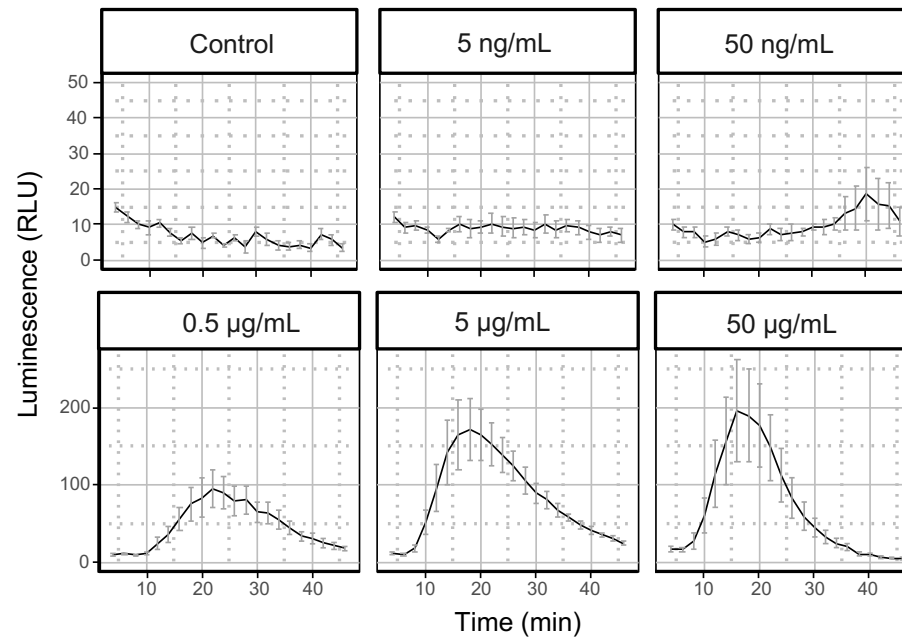 Control
5 ng/mL
50 ng/mL
50
40
30
20
10
0
Luminescence (RLU)
0.5 µg/mL
5 µg/mL
50 µg/mL
200
100
0
10 20 30 40
10 20 30 40
10 20 30 40
Time (min)